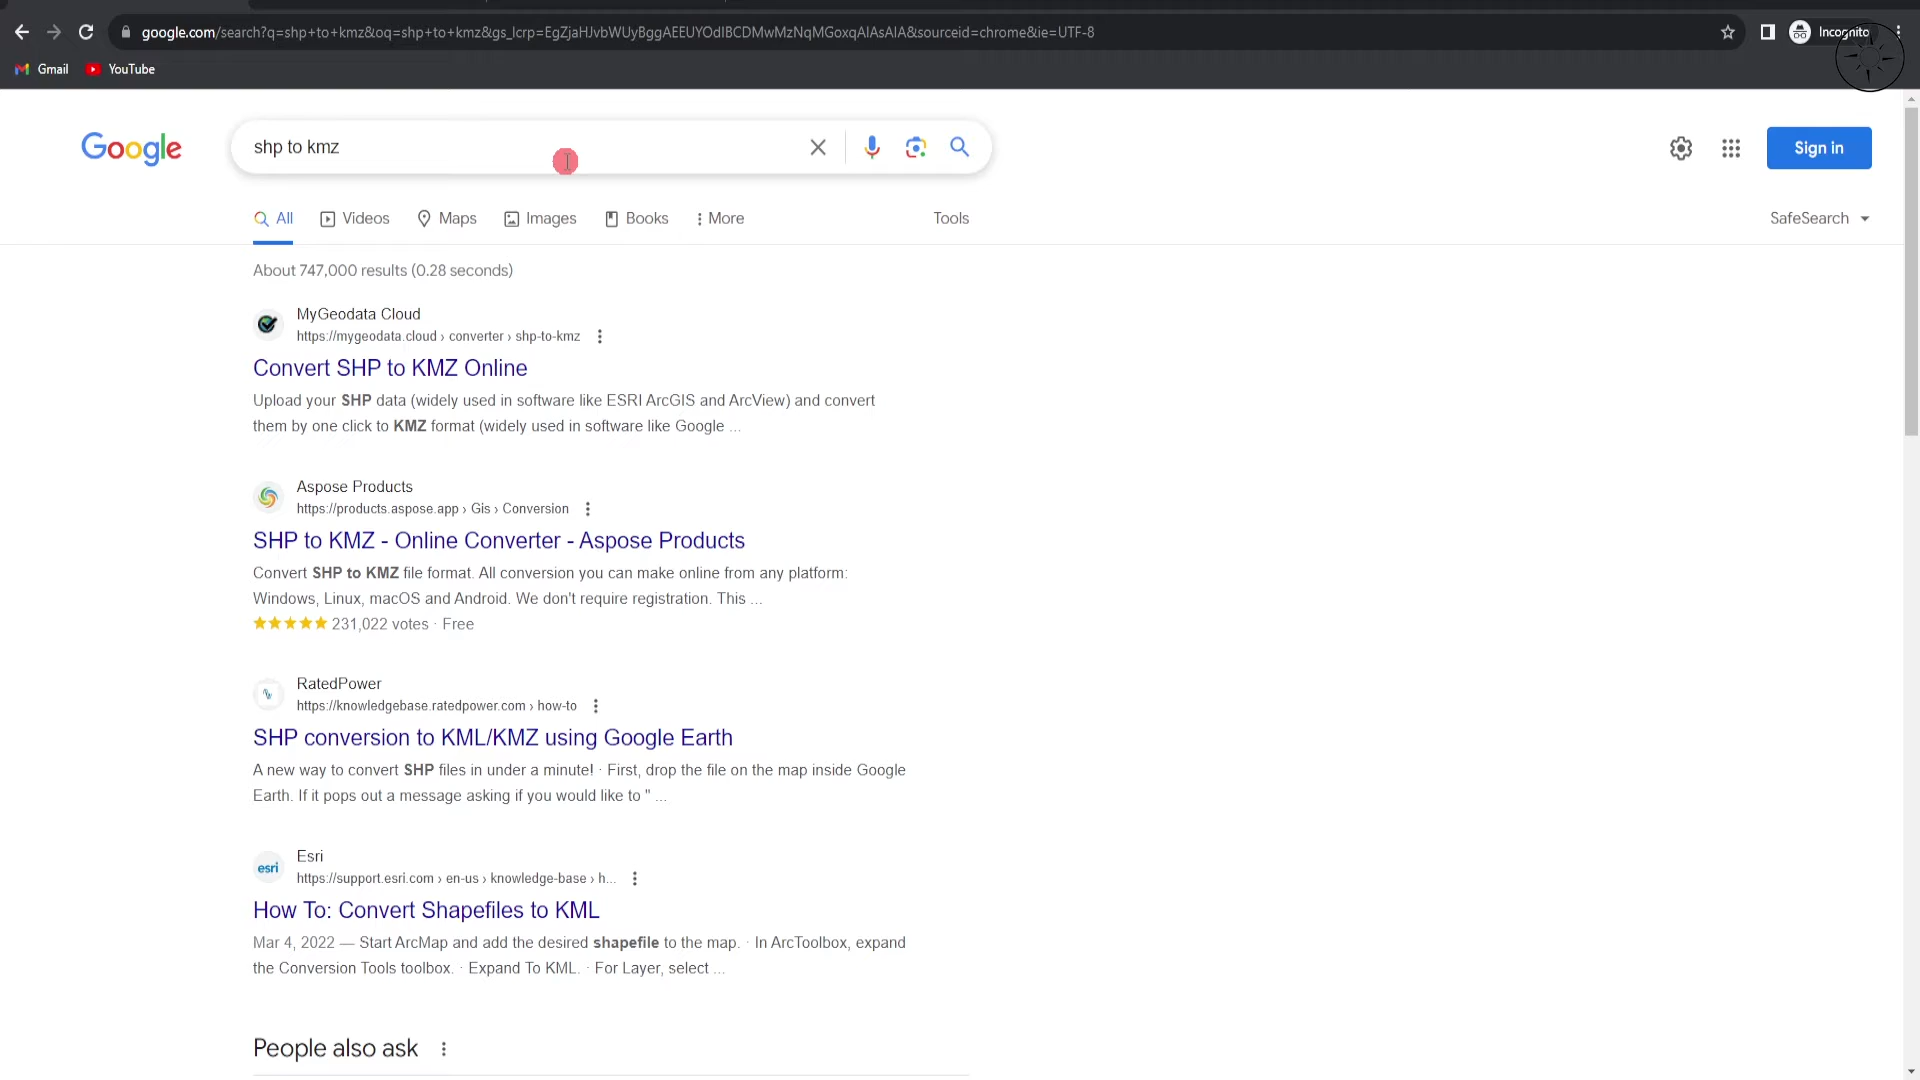 google.com/search?q=shp+to+kmz&oq=shp+to+kmz&gs_lcrp=EgZjaHJvbWUyBggAEEUYOdIBCDMwMzNqMGoxqAIAsAIA&sourceid=chrome&ie=UTF-8
Incognito
Gmail
YouTube
Google
shp to kmz
Sign in
All
Videos
Maps
Images
Books
More
Tools
SafeSearch
About 747,000 results (0.28 seconds)
MyGeodata Cloud
https://mygeodata.cloud › converter › shp-to-kmz
Convert SHP to KMZ Online
Upload your SHP data (widely used in software like ESRI ArcGIS and ArcView) and convert
them by one click to KMZ format (widely used in software like Google ...
Aspose Products
https://products.aspose.app › Gis › Conversion
SHP to KMZ - Online Converter - Aspose Products
Convert SHP to KMZ file format. All conversion you can make online from any platform:
Windows, Linux, macOS and Android. We don't require registration. This ...
231,022 votes · Free
RatedPower
https://knowledgebase.ratedpower.com › how-to
SHP conversion to KML/KMZ using Google Earth
A new way to convert SHP files in under a minute! · First, drop the file on the map inside Google
Earth. If it pops out a message asking if you would like to " ...
esri
Esri
https://support.esri.com › en-us › knowledge-base › h...
How To: Convert Shapefiles to KML
Mar 4, 2022 — Start ArcMap and add the desired shapefile to the map. · In ArcToolbox, expand
the Conversion Tools toolbox. · Expand To KML. · For Layer, select ...
People also ask